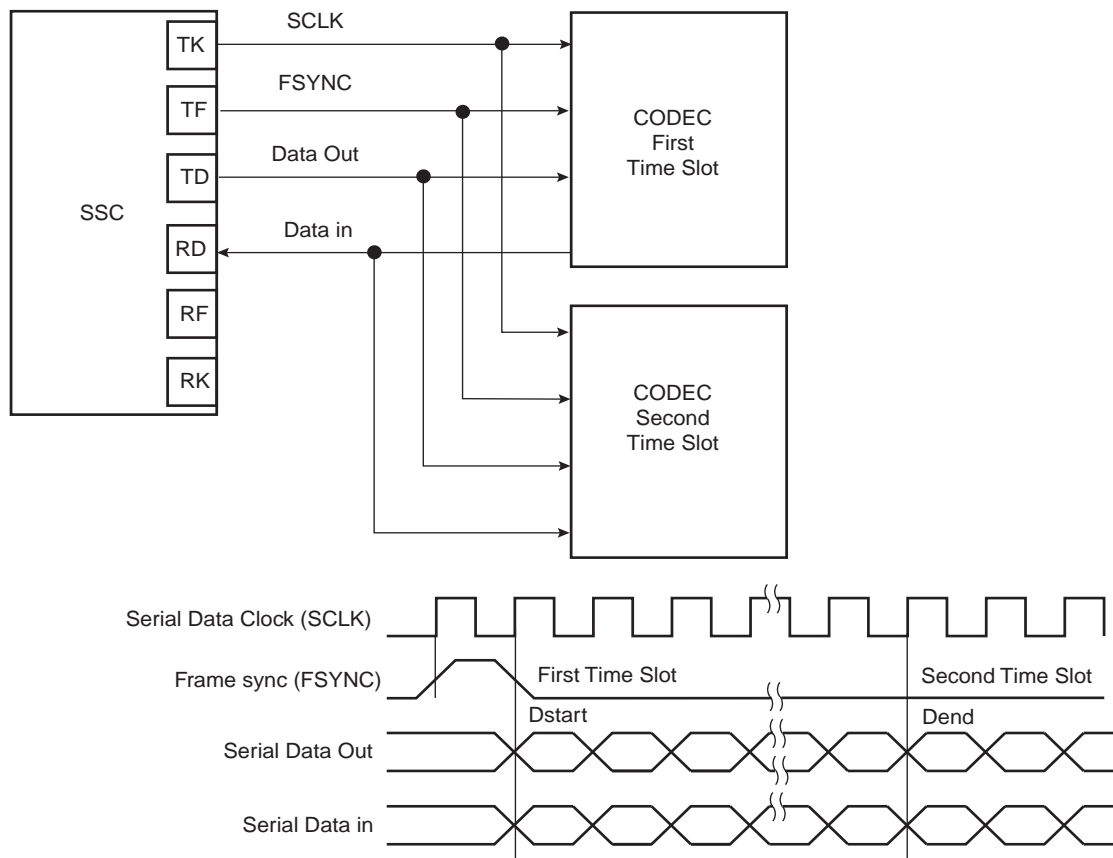 SSC
TK
TF
TD
RD
RF
RK
SCLK
FSYNC
Data Out
Data in
CODEC
First
Time Slot
CODEC
Second
Time Slot
Serial Data Clock (SCLK)
Frame sync (FSYNC)
First Time Slot
Second Time Slot
Dstart
Dend
Serial Data Out
Serial Data in